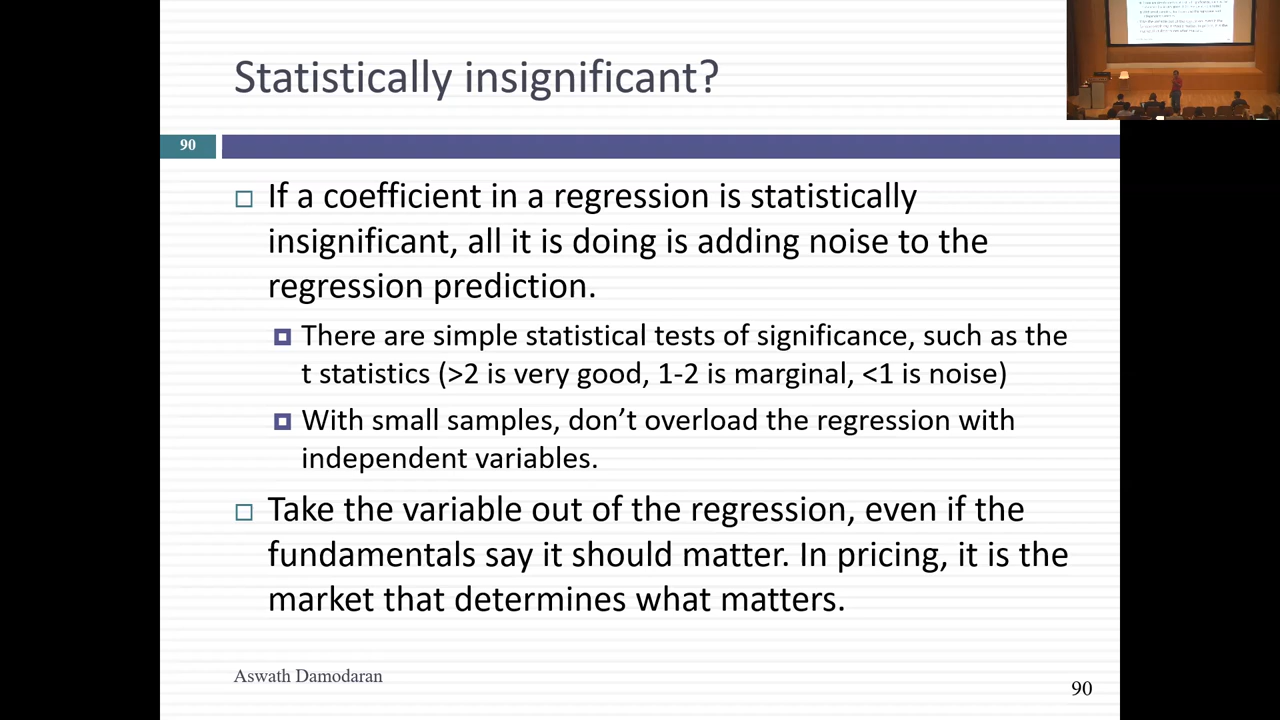 Statistically insignificant?
90
If a coefficient in a regression is statistically
insignificant, all it is doing is adding noise to the
regression prediction.
There are simple statistical tests of significance, such as the
t statistics (>2 is very good, 1-2 is marginal, <1 is noise)
With small samples, don’t overload the regression with
independent variables.
Take the variable out of the regression, even if the
fundamentals say it should matter. In pricing, it is the
market that determines what matters.
Aswath Damodaran
90